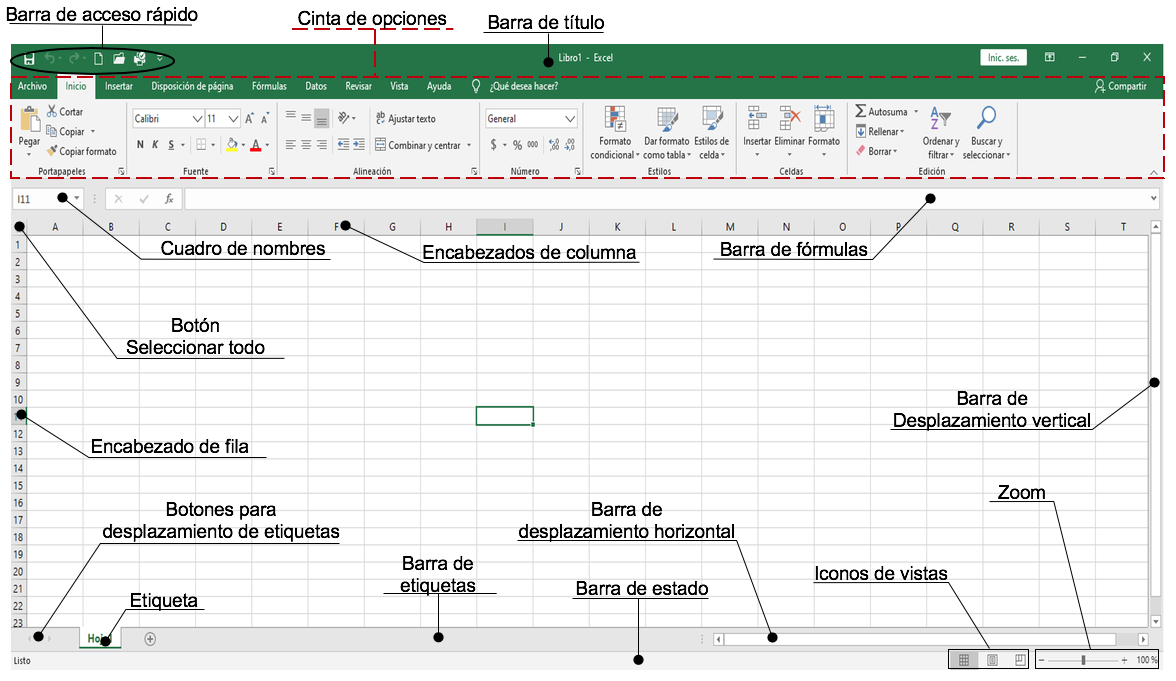 Barra de acceso rápido
Cinta de opciones
Barra de título
Libro1 - Excel
Inic. ses.
Archivo Inicio Insertar Disposición de página Fórmulas Datos Revisar Vista Ayuda ¿Qué desea hacer? Compartir
Pegar
Cortar
Copiar
Copiar formato
Portapapeles
Calibri 11 A A
N K S A
Fuente
ab Ajustar texto
Combinar y centrar
Alineación
General
$ % 000
Número
Formato condicional
Dar formato como tabla
Estilos de celda
Estilos
Insertar Eliminar Formato
Celdas
Autosuma
Rellenar
Borrar
Ordenar y filtrar
Buscar y seleccionar
Edición
I11 fx
A B C D E F G H I J K L M N O P Q R S T
Cuadro de nombres
Encabezados de columna
Barra de fórmulas
1
2
3
4
5
6
7
8
9
10
12
13
14
15
16
17
18
19
20
21
22
23
Botón
Seleccionar todo
Barra de
Desplazamiento vertical
Encabezado de fila
Zoom
Botones para
desplazamiento de etiquetas
Barra de
desplazamiento horizontal
Barra de
etiquetas
Iconos de vistas
Barra de estado
Etiqueta
Listo
100 %